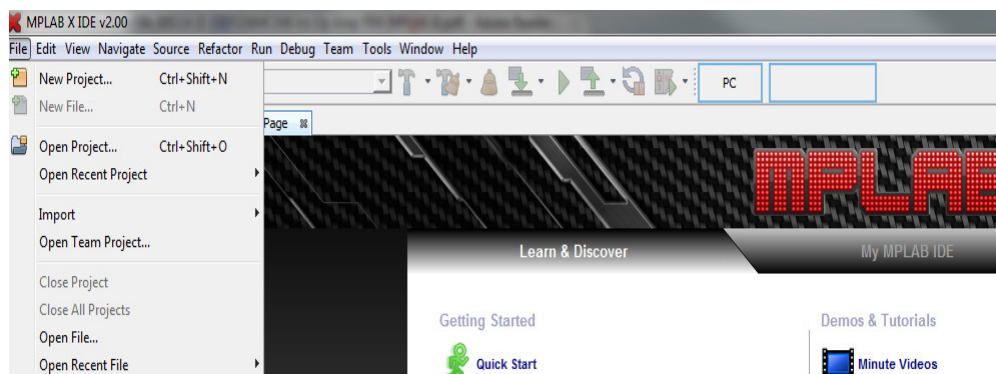 MPLAB X IDE v2.00
File Edit View Navigate Source Refactor Run Debug Team Tools Window Help
New Project... Ctrl+Shift+N
PC
New File... Ctrl+N
Page
Open Project... Ctrl+Shift+O
Open Recent Project
MPLAB
Import
Open Team Project...
Learn & Discover My MPLAB IDE
Close Project
Close All Projects
Getting Started Demos & Tutorials
Open File...
Open Recent File
Quick Start Minute Videos